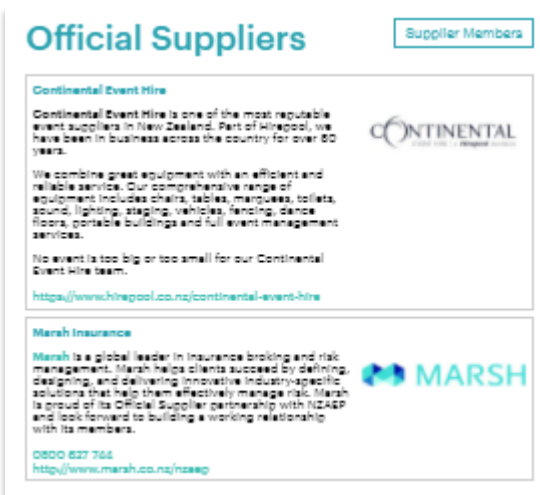 Official Suppliers
Supplier Members
Continental Event Hire
Continental Event Hire is one of the most reputable
event suppliers in New Zealand. Part of Hirepool, we
have been in business across the country for over 60
years.
We combine great equipment with an efficient and
reliable service. Our comprehensive range of
equipment includes chairs, tables, marquees, toilets,
sound, lighting, staging, vehicles, fencing, dance
floors, portable buildings and full event management
services.
No event is too big or too small for our Continental
Event Hire team.
https://www.hirepool.co.nz/continental-event-hire
CONTINENTAL
Marsh Insurance
Marsh is a global leader in insurance broking and risk
management. Marsh helps clients succeed by defining,
designing, and delivering innovative industry-specific
solutions that help them effectively manage risk. Marsh
is proud of its Official Supplier partnership with NZAEP
and look forward to building a working relationship
with its members.
0800 627 744
http://www.marsh.co.nz/nzaep
MARSH